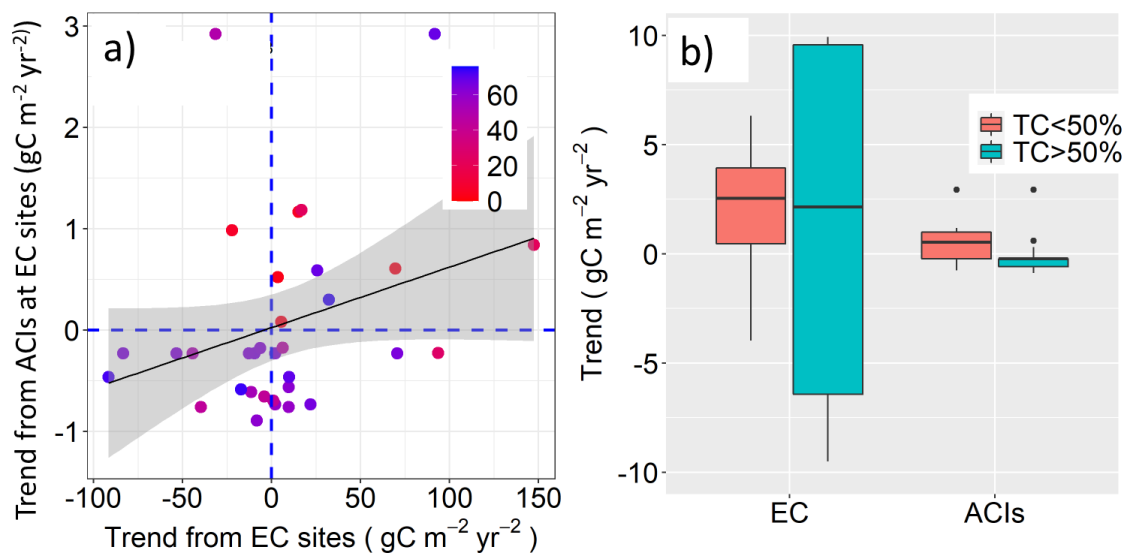 a)
3
2
1
0
-1
Trend from ACIs at EC sites (gC m⁻² yr⁻²))
60
40
20
0
-100
-50
0
50
100
150
Trend from EC sites ( gC m⁻² yr⁻² )
b)
10
5
0
-5
-10
Trend ( gC m⁻² yr⁻² )
TC<50%
TC>50%
EC
ACIs